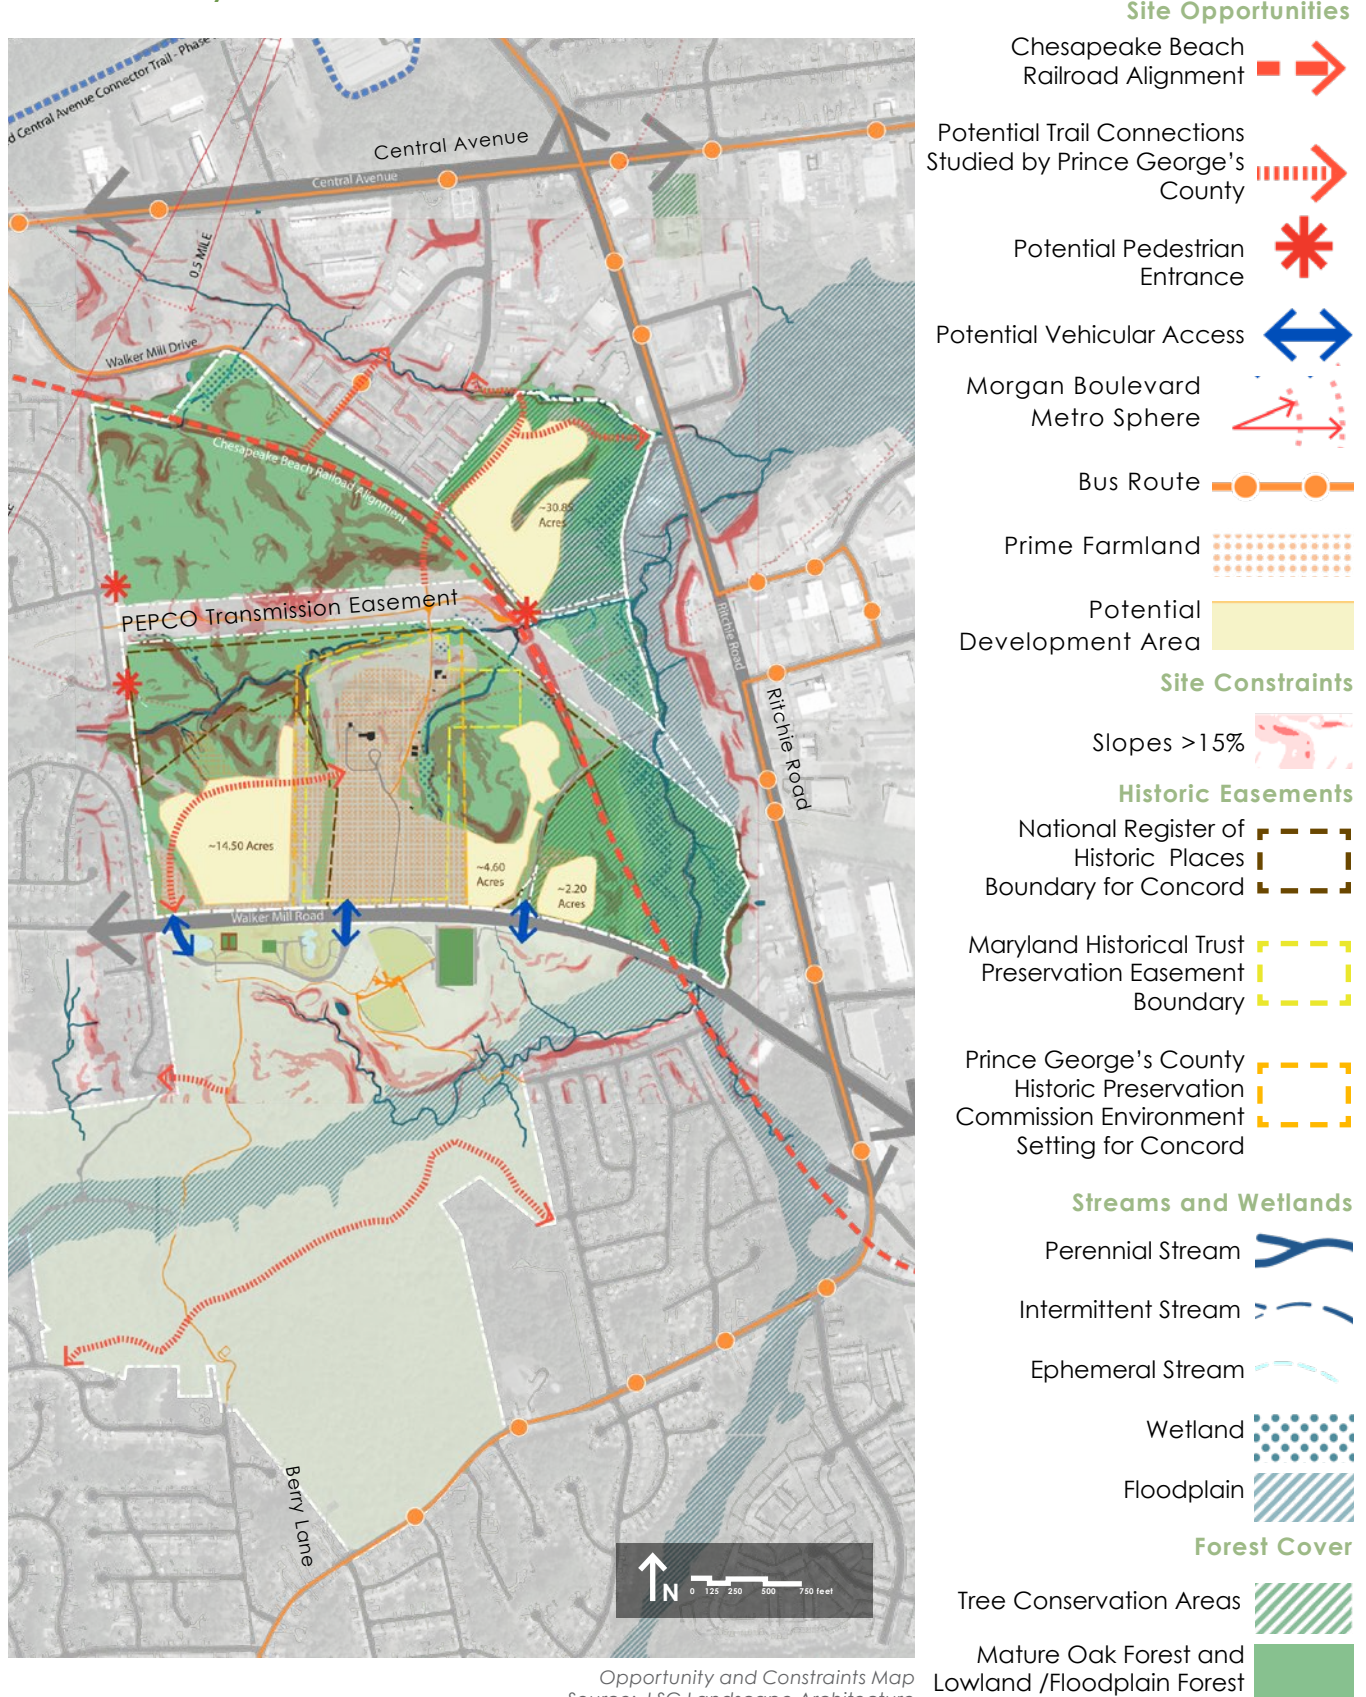 Site Opportunities
Chesapeake Beach
Railroad Alignment
Potential Trail Connections
Studied by Prince George's
County
Potential Pedestrian
Entrance
Potential Vehicular Access
Morgan Boulevard
Metro Sphere
Bus Route
Prime Farmland
Potential
Development Area
Site Constraints
Slopes >15%
Historic Easements
National Register of
Historic Places
Boundary for Concord
Maryland Historical Trust
Preservation Easement
Boundary
Prince George's County
Historic Preservation
Commission Environment
Setting for Concord
Streams and Wetlands
Perennial Stream
Intermittent Stream
Ephemeral Stream
Wetland
Floodplain
Forest Cover
Tree Conservation Areas
Mature Oak Forest and
Lowland /Floodplain Forest
d Central Avenue Connector Trail - Phase
Central Avenue
Central Avenue
0.5 MILE
Walker Mill Drive
Chesapeake Beach Railroad Alignment
~30.85
Acres
PEPCO Transmission Easement
Ritchie Road
Ritchie Road
~14.50 Acres
~4.60
Acres
~2.20
Acres
Walker Mill Road
Berry Lane
N
0 125 250 500 750 feet
Opportunity and Constraints Map
Source: LSG Landscape Architecture